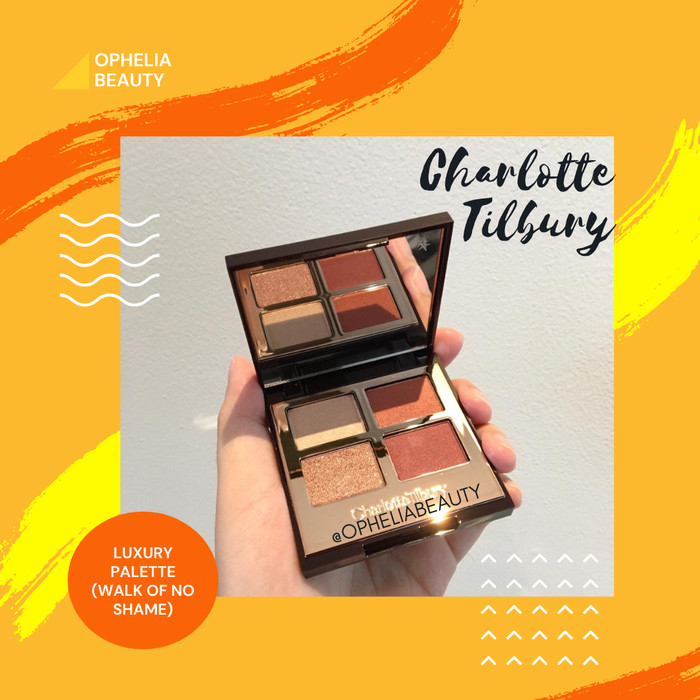 OPHELIA
BEAUTY
Charlotte
Tilbury
Charlotte Tilbury
@OPHELIABEAUTY
LUXURY
PALETTE
(WALK OF NO
SHAME)